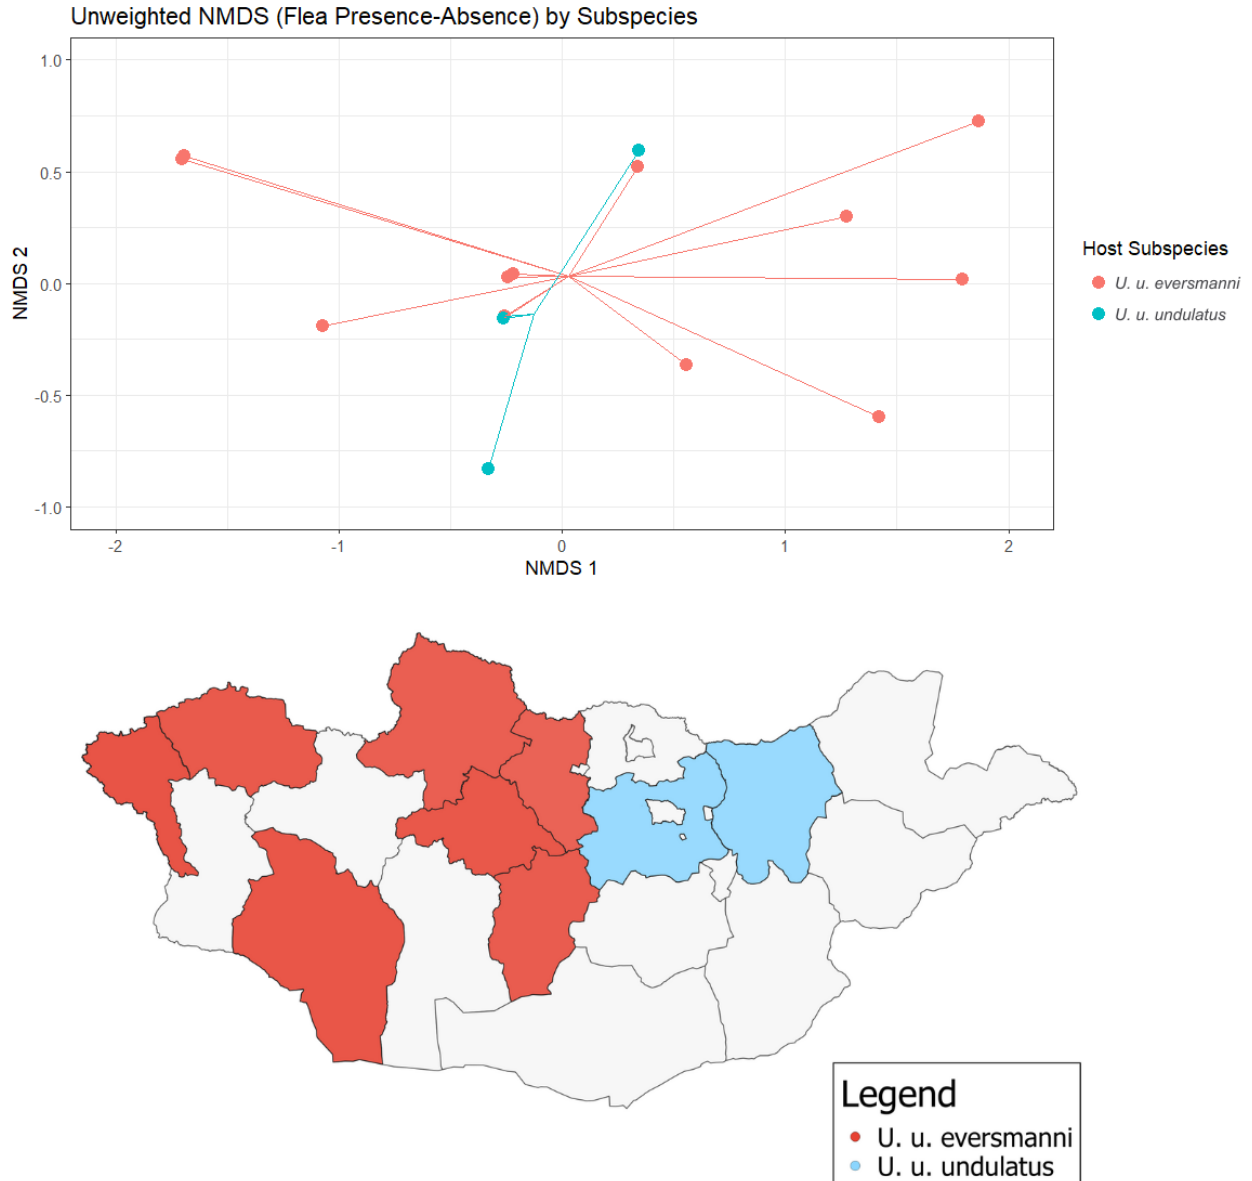 Unweighted NMDS (Flea Presence-Absence) by Subspecies
1.0
0.5
0.0
-0.5
-1.0
NMDS 2
-2 -1 0 1 2
NMDS 1
Host Subspecies
U. u. eversmanni
U. u. undulatus
Legend
U. u. eversmanni
U. u. undulatus